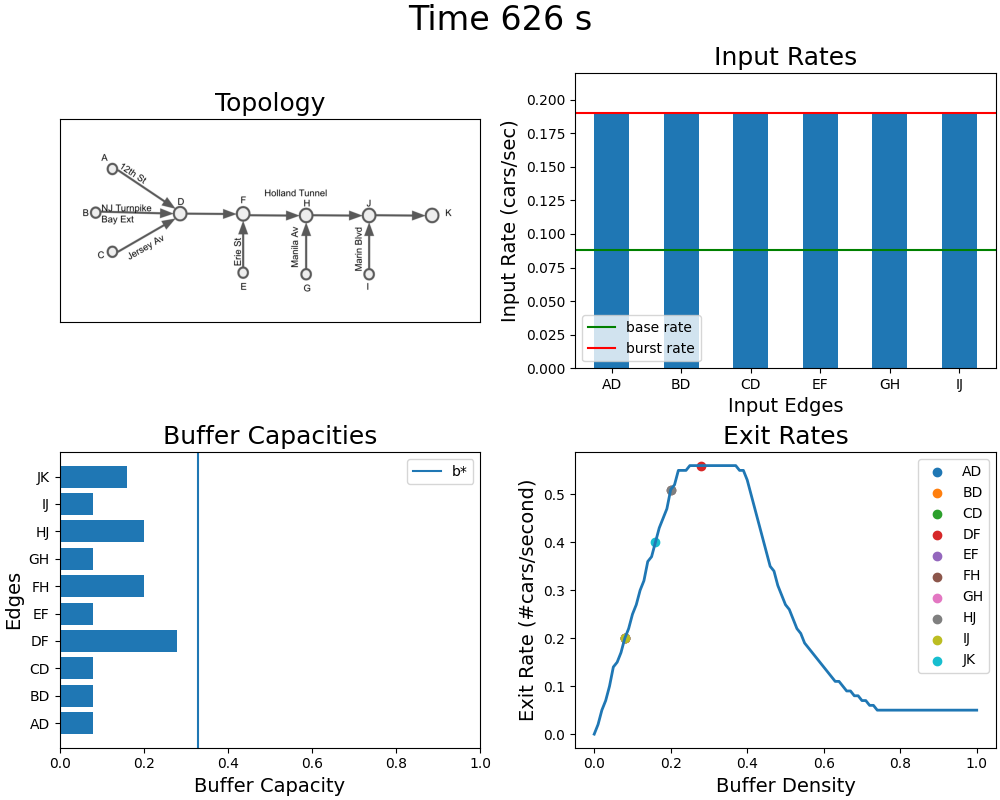 Time 626 s
Topology
A
12th St
B
NJ Turnpike
Bay Ext
C
Jersey Av
D
F
Holland Tunnel
H
J
K
Erie St
Manila Av
Marin Blvd
E
G
I
Input Rates
Input Rate (cars/sec)
0.200
0.175
0.150
0.125
0.100
0.075
0.050
0.025
0.000
base rate
burst rate
AD BD CD EF GH IJ
Input Edges
Buffer Capacities
Edges
JK
IJ
HJ
GH
FH
EF
DF
CD
BD
AD
b*
0.0 0.2 0.4 0.6 0.8 1.0
Buffer Capacity
Exit Rates
Exit Rate (#cars/second)
0.5
0.4
0.3
0.2
0.1
0.0
AD
BD
CD
DF
EF
FH
GH
HJ
IJ
JK
0.0 0.2 0.4 0.6 0.8 1.0
Buffer Density